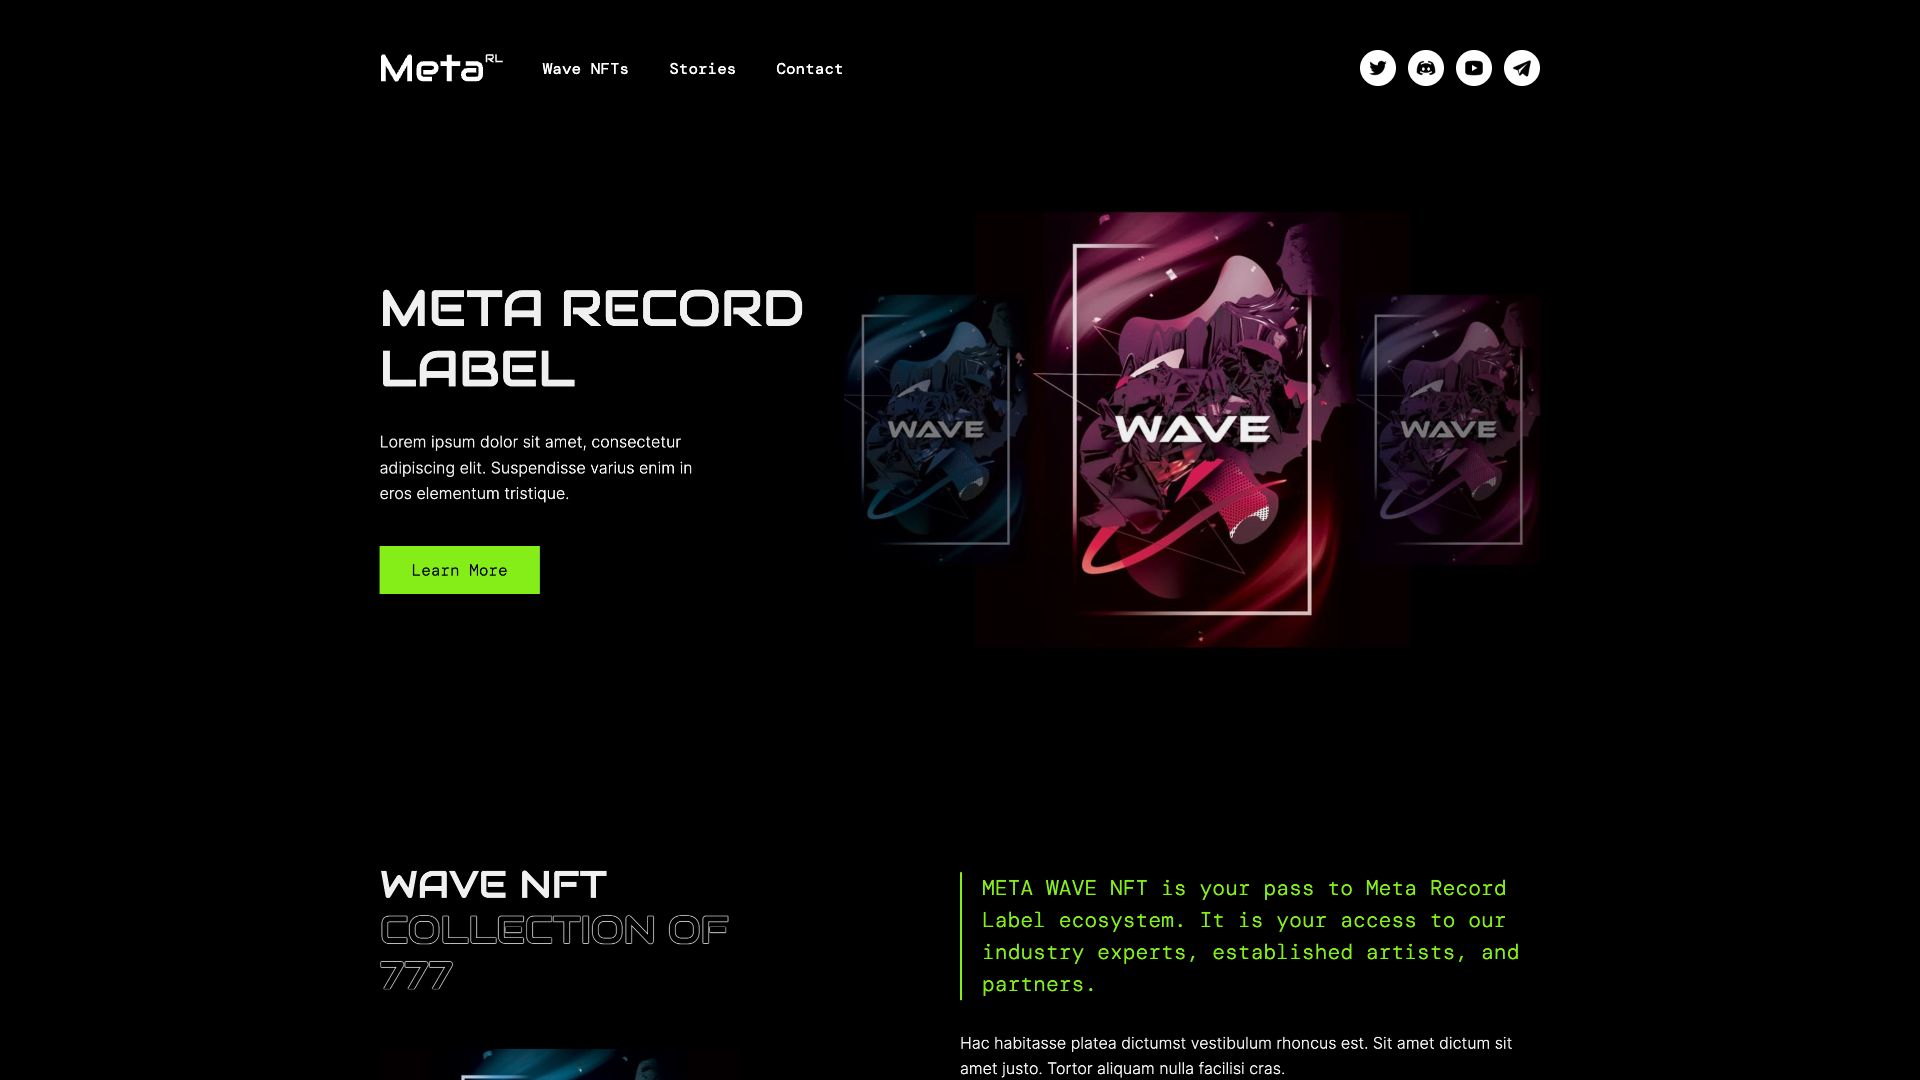 Meta RL
Wave NFTs
Stories
Contact
META RECORD
LABEL
Lorem ipsum dolor sit amet, consectetur
adipiscing elit. Suspendisse varius enim in
eros elementum tristique.
Learn More
WAVE
WAVE
WAVE
WAVE NFT
COLLECTION OF
777
META WAVE NFT is your pass to Meta Record
Label ecosystem. It is your access to our
industry experts, established artists, and
partners.
Hac habitasse platea dictumst vestibulum rhoncus est. Sit amet dictum sit
amet justo. Tortor aliquam nulla facilisi cras.